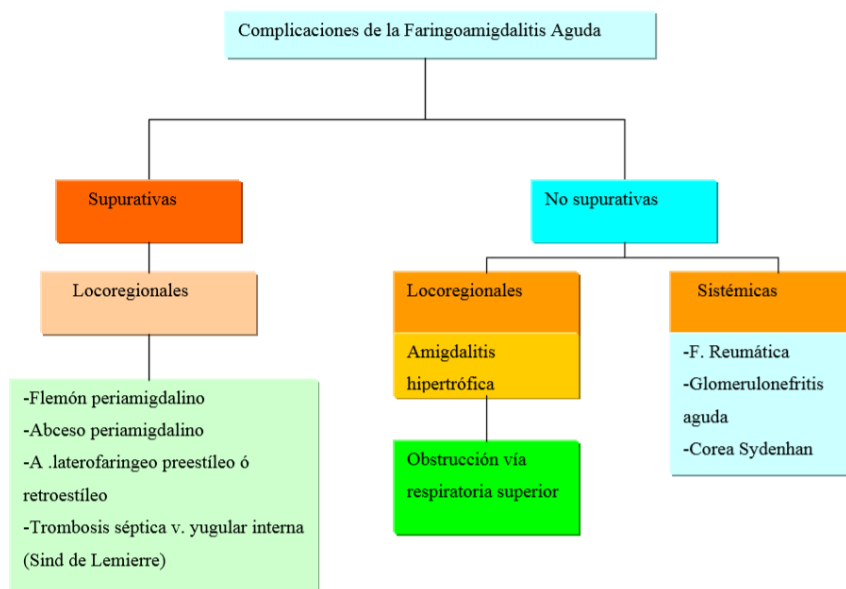 Complicaciones de la Faringoamigdalitis Aguda
Supurativas
No supurativas
Locoregionales
Locoregionales
Sistémicas
Amigdalitis
hipertrófica
-F. Reumática
-Glomerulonefritis
aguda
-Corea Sydenhan
-Flemón periamigdalino
-Abceso periamigdalino
-A .laterofaringeo preestíleo ó
retroestíleo
-Trombosis séptica v. yugular interna
(Sind de Lemierre)
Obstrucción vía
respiratoria superior